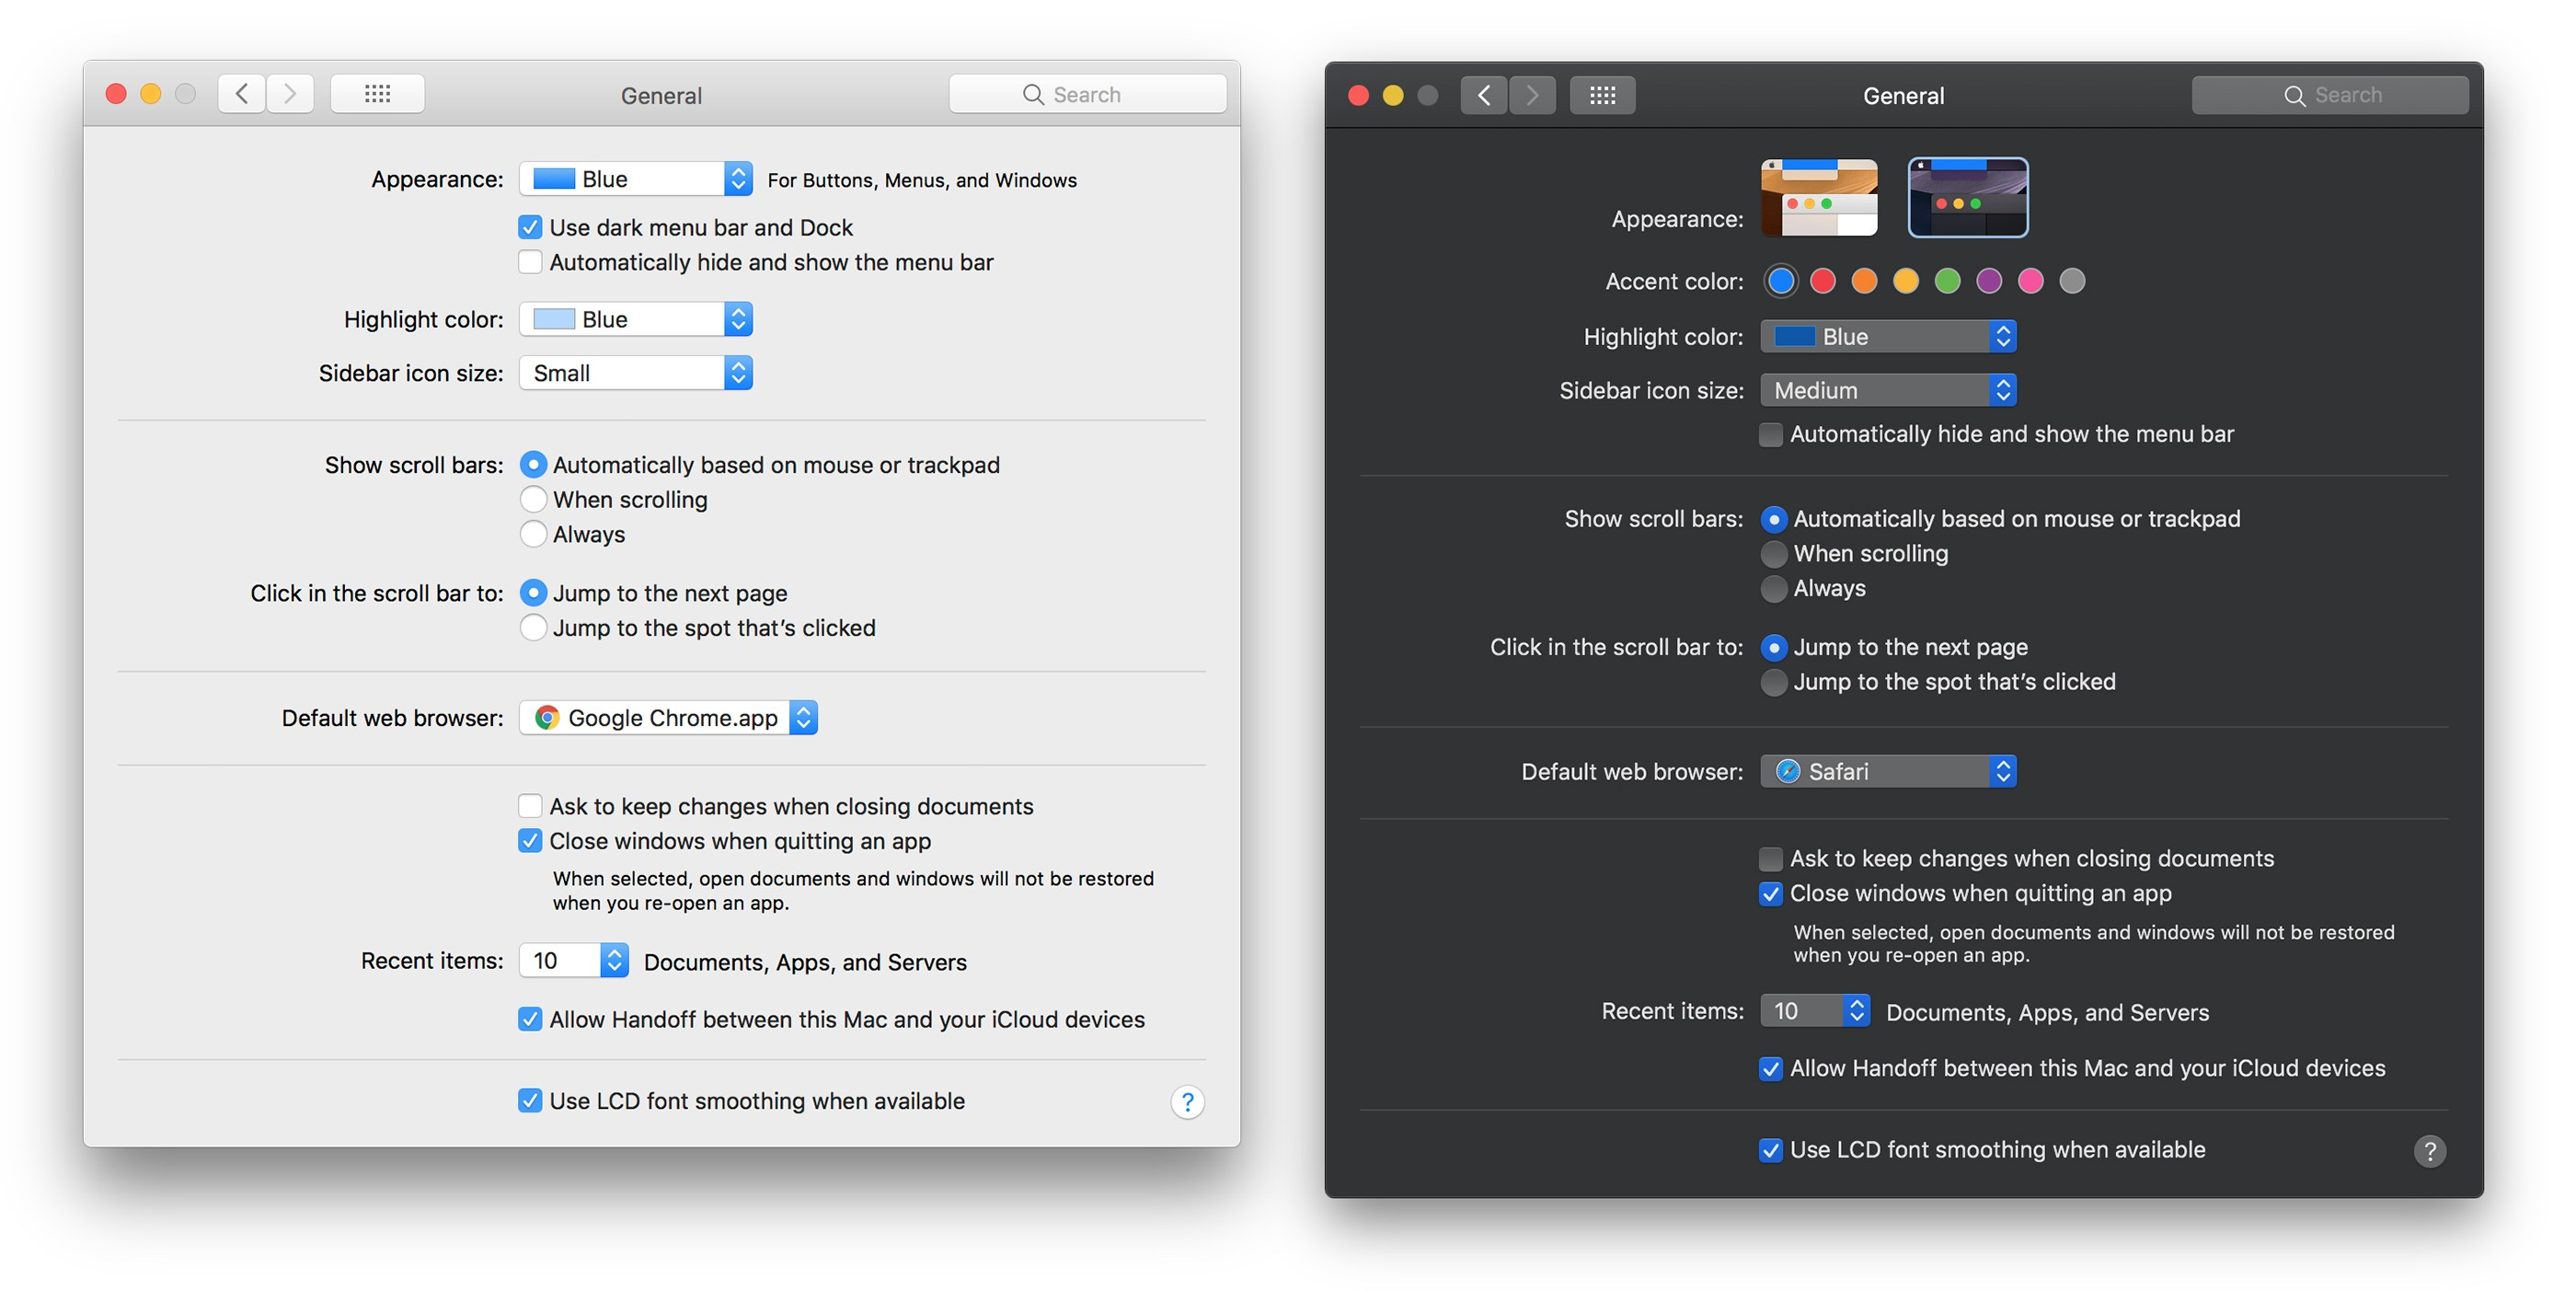 General
Search
Appearance: Blue For Buttons, Menus, and Windows
Use dark menu bar and Dock
Automatically hide and show the menu bar
Highlight color: Blue
Sidebar icon size: Small
Show scroll bars: Automatically based on mouse or trackpad
When scrolling
Always
Click in the scroll bar to: Jump to the next page
Jump to the spot that’s clicked
Default web browser: Google Chrome.app
Ask to keep changes when closing documents
Close windows when quitting an app
When selected, open documents and windows will not be restored
when you re-open an app.
Recent items: 10 Documents, Apps, and Servers
Allow Handoff between this Mac and your iCloud devices
Use LCD font smoothing when available
?
General
Search
Appearance:
Accent color:
Highlight color: Blue
Sidebar icon size: Medium
Automatically hide and show the menu bar
Show scroll bars: Automatically based on mouse or trackpad
When scrolling
Always
Click in the scroll bar to: Jump to the next page
Jump to the spot that’s clicked
Default web browser: Safari
Ask to keep changes when closing documents
Close windows when quitting an app
When selected, open documents and windows will not be restored
when you re-open an app.
Recent items: 10 Documents, Apps, and Servers
Allow Handoff between this Mac and your iCloud devices
Use LCD font smoothing when available
?